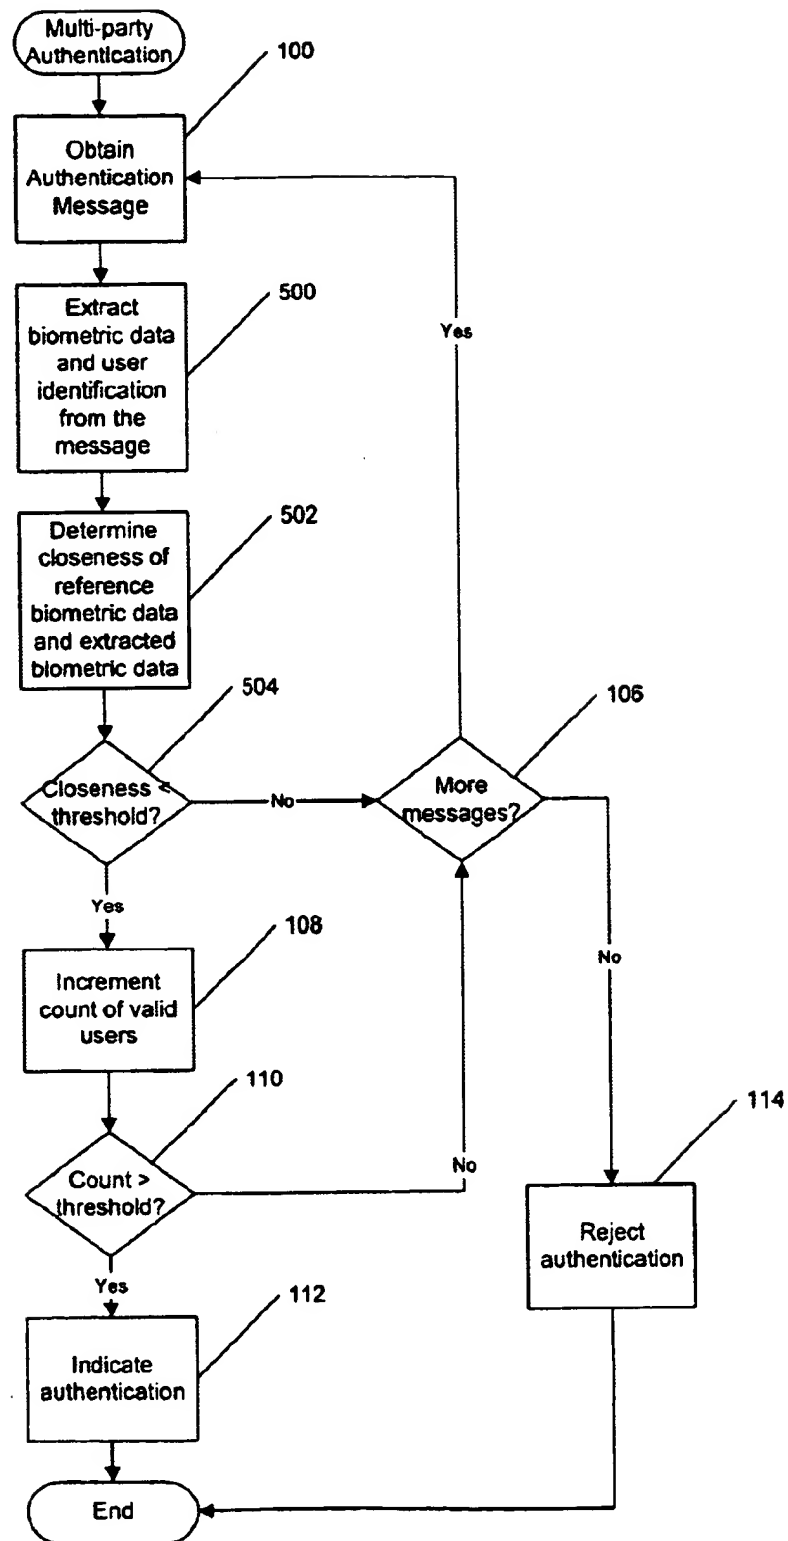 Multi-party
Authentication
100
Obtain
Authentication
Message
500
Extract
biometric data
and user
identification
from the
message
Yes
502
Determine
closeness of
reference
biometric data
and extracted
biometric data
504
106
Closeness <
threshold?
No
More
messages?
Yes
108
No
Increment
count of valid
users
110
114
Count >
threshold?
No
Reject
authentication
Yes
112
Indicate
authentication
End